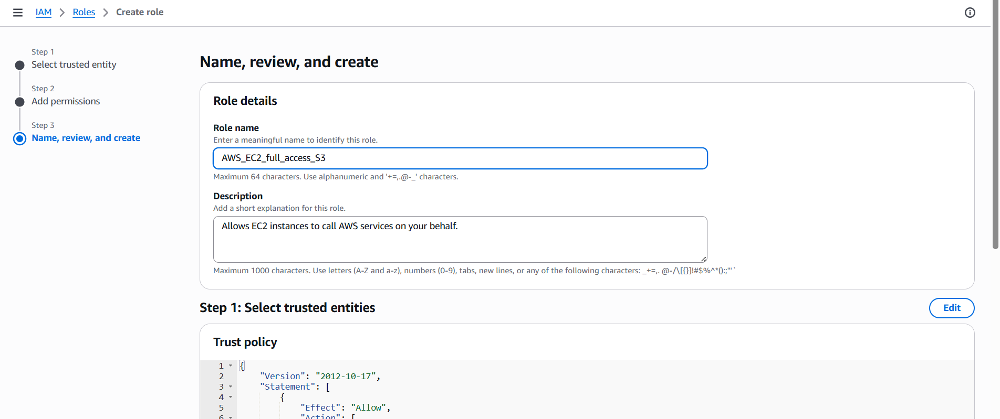 IAM > Roles > Create role
Step 1
Select trusted entity
Step 2
Add permissions
Step 3
Name, review, and create
Name, review, and create
Role details
Role name
Enter a meaningful name to identify this role.
AWS_EC2_full_access_S3
Maximum 64 characters. Use alphanumeric and '+=,.@-_' characters.
Description
Add a short explanation for this role.
Allows EC2 instances to call AWS services on your behalf.
Maximum 1000 characters. Use letters (A-Z and a-z), numbers (0-9), tabs, new lines, or any of the following characters: _+=,. @-/\[{}]!#$%^*():;"'`
Step 1: Select trusted entities
Edit
Trust policy
1 {
2 "Version": "2012-10-17",
3 "Statement": [
4 {
5 "Effect": "Allow",
6 "Action": [